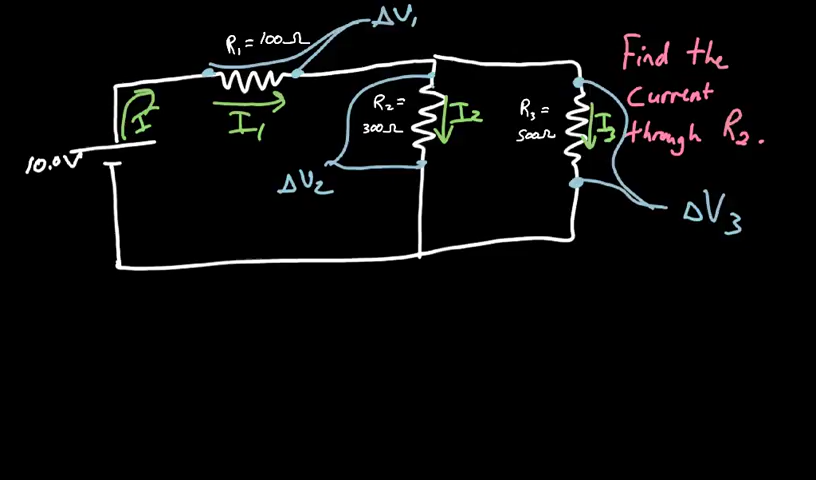 ΔV₁
R₁ = 100Ω
Find the
current
through R₂.
I
I₁
R₂ =
300Ω
I₂
R₃ =
500Ω
I₃
10.0V
ΔV₂
ΔV₃